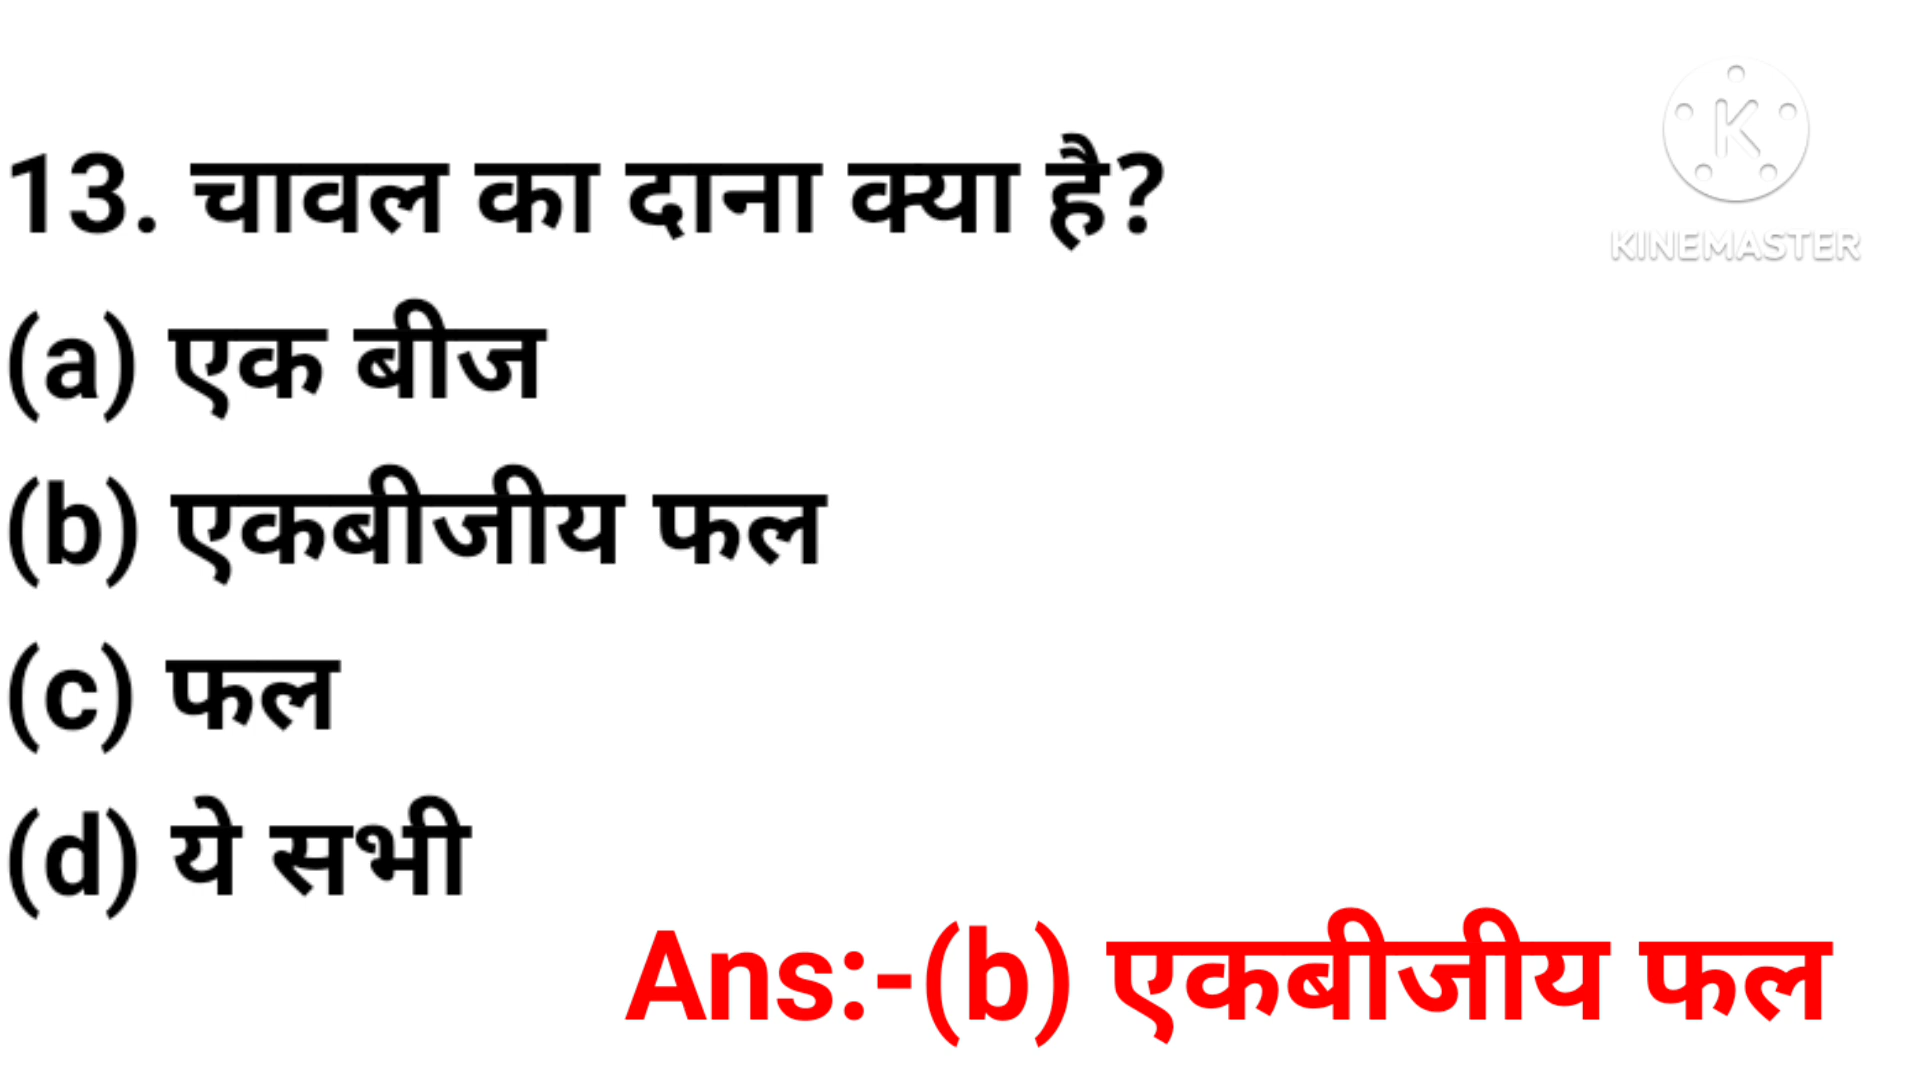 13. चावल का दाना क्या है?
KINEMASTER
(a) एक बीज
(b) एकबीजीय फल
(c) फल
(d) ये सभी
Ans:-(b) एकबीजीय फल